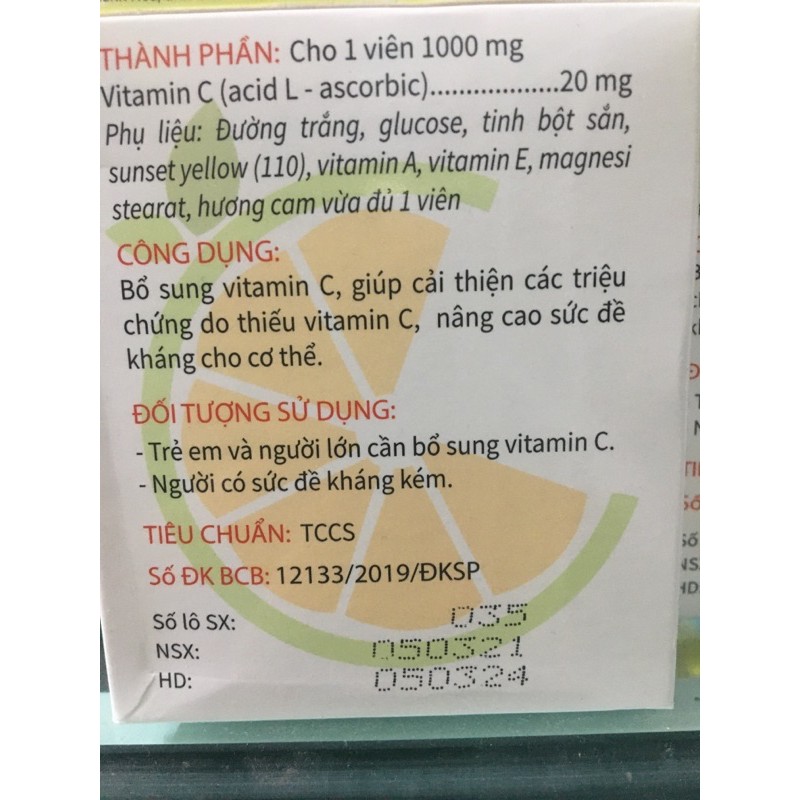 THÀNH PHẦN: Cho 1 viên 1000 mg
Vitamin C (acid L - ascorbic)..................20 mg
Phụ liệu: Đường trắng, glucose, tinh bột sắn,
sunset yellow (110), vitamin A, vitamin E, magnesi
stearat, hương cam vừa đủ 1 viên
CÔNG DỤNG:
Bổ sung vitamin C, giúp cải thiện các triệu
chứng do thiếu vitamin C, nâng cao sức đề
kháng cho cơ thể.
ĐỐI TƯỢNG SỬ DỤNG:
- Trẻ em và người lớn cần bổ sung vitamin C.
- Người có sức đề kháng kém.
TIÊU CHUẨN: TCCS
Số ĐK BCB: 12133/2019/ĐKSP
Số lô SX: 035
NSX: 050321
HD: 050324